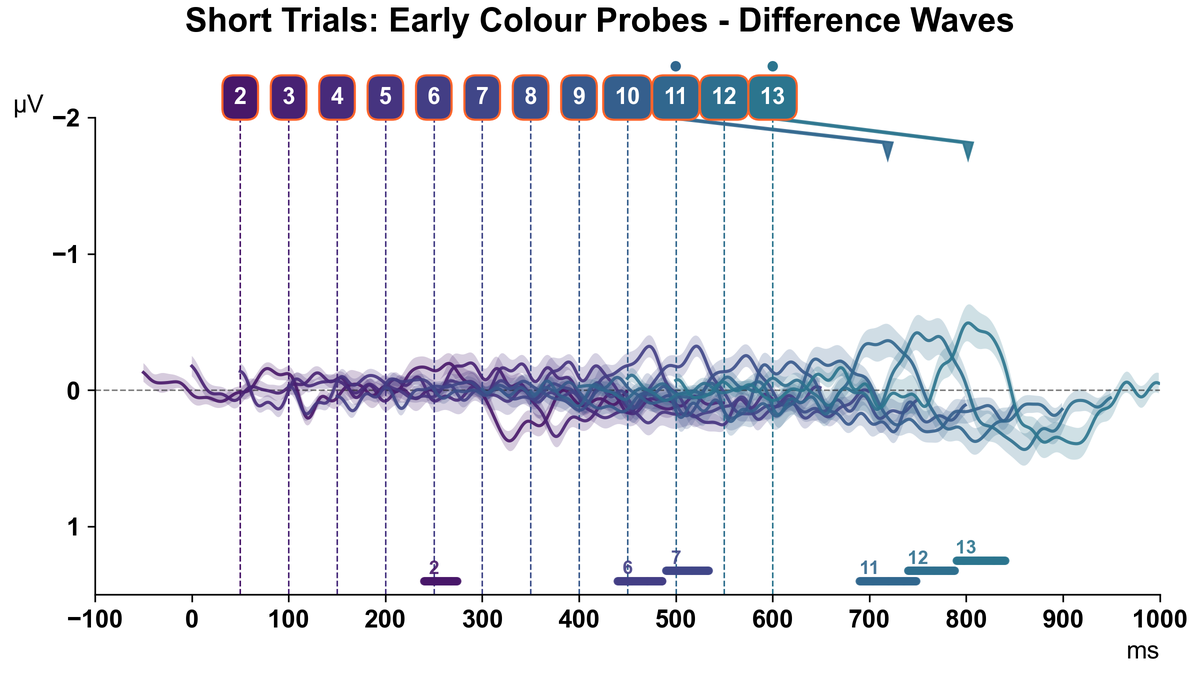 Short Trials: Early Colour Probes - Difference Waves
2 3 4 5 6 7 8 9 10 11 12 13
μV
−2
−1
0
1
13
7 12
2 6 11
−100 0 100 200 300 400 500 600 700 800 900 1000
ms